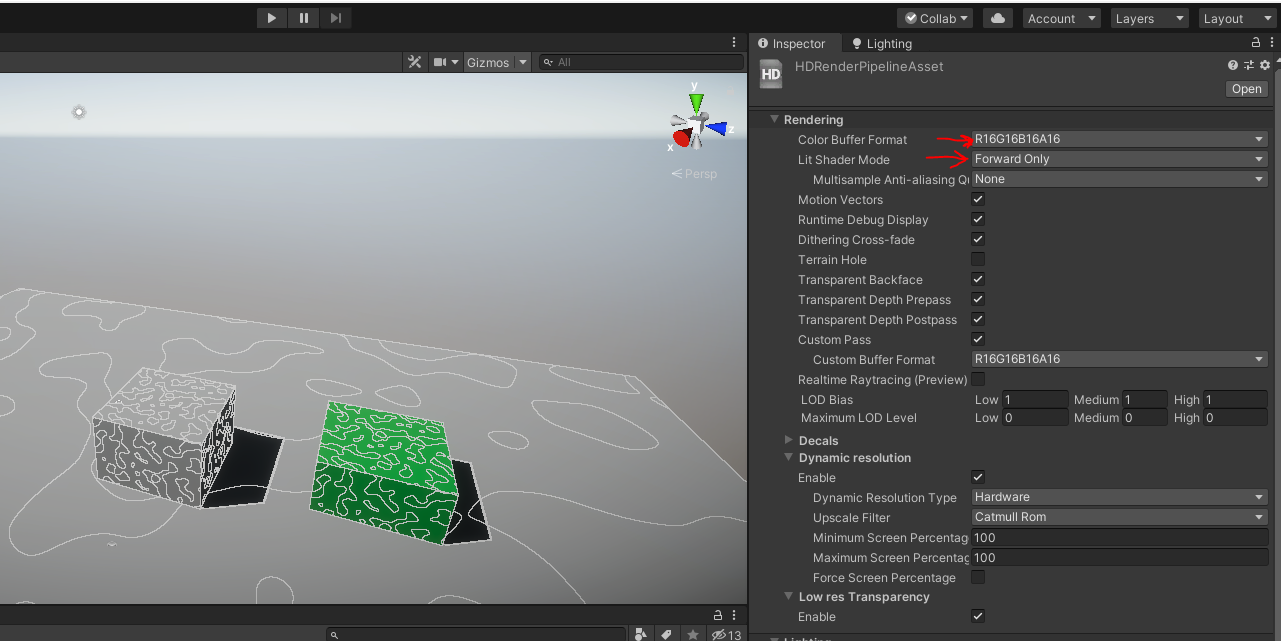 Collab
Account
Layers
Layout
Inspector
Lighting
Gizmos
All
HD
HDRenderPipelineAsset
Open
y
z
x
Persp
Rendering
Color Buffer Format R16G16B16A16
Lit Shader Mode Forward Only
Multisample Anti-aliasing Qu None
Motion Vectors
Runtime Debug Display
Dithering Cross-fade
Terrain Hole
Transparent Backface
Transparent Depth Prepass
Transparent Depth Postpass
Custom Pass
Custom Buffer Format R16G16B16A16
Realtime Raytracing (Preview)
LOD Bias Low 1 Medium 1 High 1
Maximum LOD Level Low 0 Medium 0 High 0
Decals
Dynamic resolution
Enable
Dynamic Resolution Type Hardware
Upscale Filter Catmull Rom
Minimum Screen Percentag 100
Maximum Screen Percentag 100
Force Screen Percentage
Low res Transparency
Enable
13